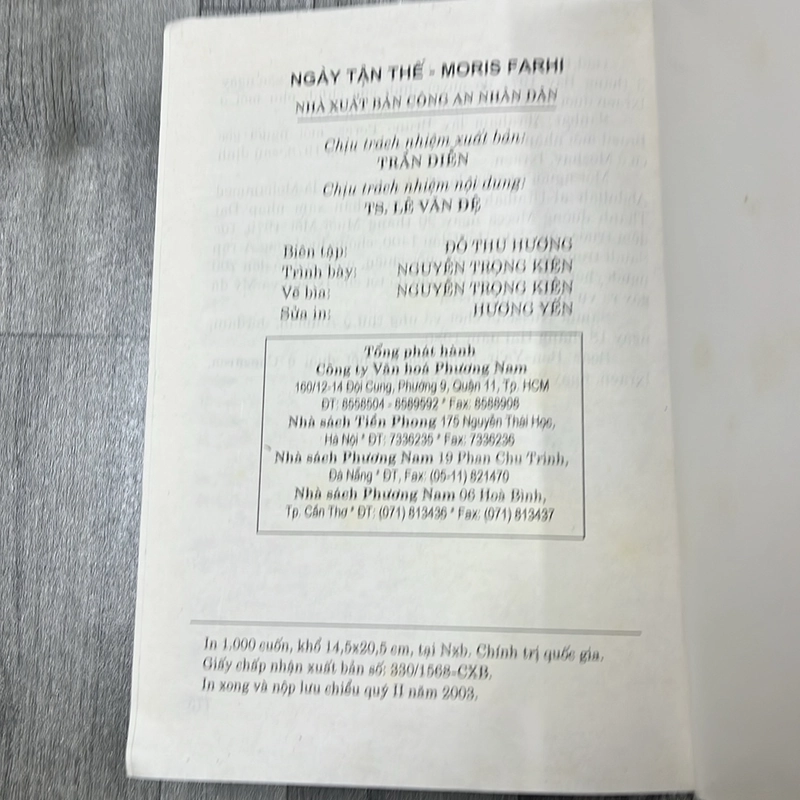 NGÀY TẬN THẾ - MORIS FARHI
NHÀ XUẤT BẢN CÔNG AN NHÂN DÂN
Chịu trách nhiệm xuất bản:
TRẦN DIỄN
Chịu trách nhiệm nội dung:
TS. LÊ VĂN ĐỆ
Biên tập: ĐỖ THU HƯƠNG
Trình bày: NGUYỄN TRỌNG KIÊN
Vẽ bìa: NGUYỄN TRỌNG KIÊN
Sửa in: HƯƠNG YẾN
Tổng phát hành
Công ty Văn hoá Phương Nam
160/12-14 Đội Cung, Phường 9, Quận 11, Tp. HCM
ĐT: 8558504 - 8589592 * Fax: 8588908
Nhà sách Tiền Phong 175 Nguyễn Thái Học,
Hà Nội * ĐT: 7336235 * Fax: 7336236
Nhà sách Phương Nam 19 Phan Chu Trinh,
Đà Nẵng * ĐT, Fax: (05-11) 821470
Nhà sách Phương Nam 06 Hoà Bình,
Tp. Cần Thơ * ĐT: (071) 813436 * Fax: (071) 813437
In 1.000 cuốn, khổ 14,5x20,5 cm, tại Nxb. Chính trị quốc gia.
Giấy chấp nhận xuất bản số: 330/1568-CXB.
In xong và nộp lưu chiểu quý II năm 2003.